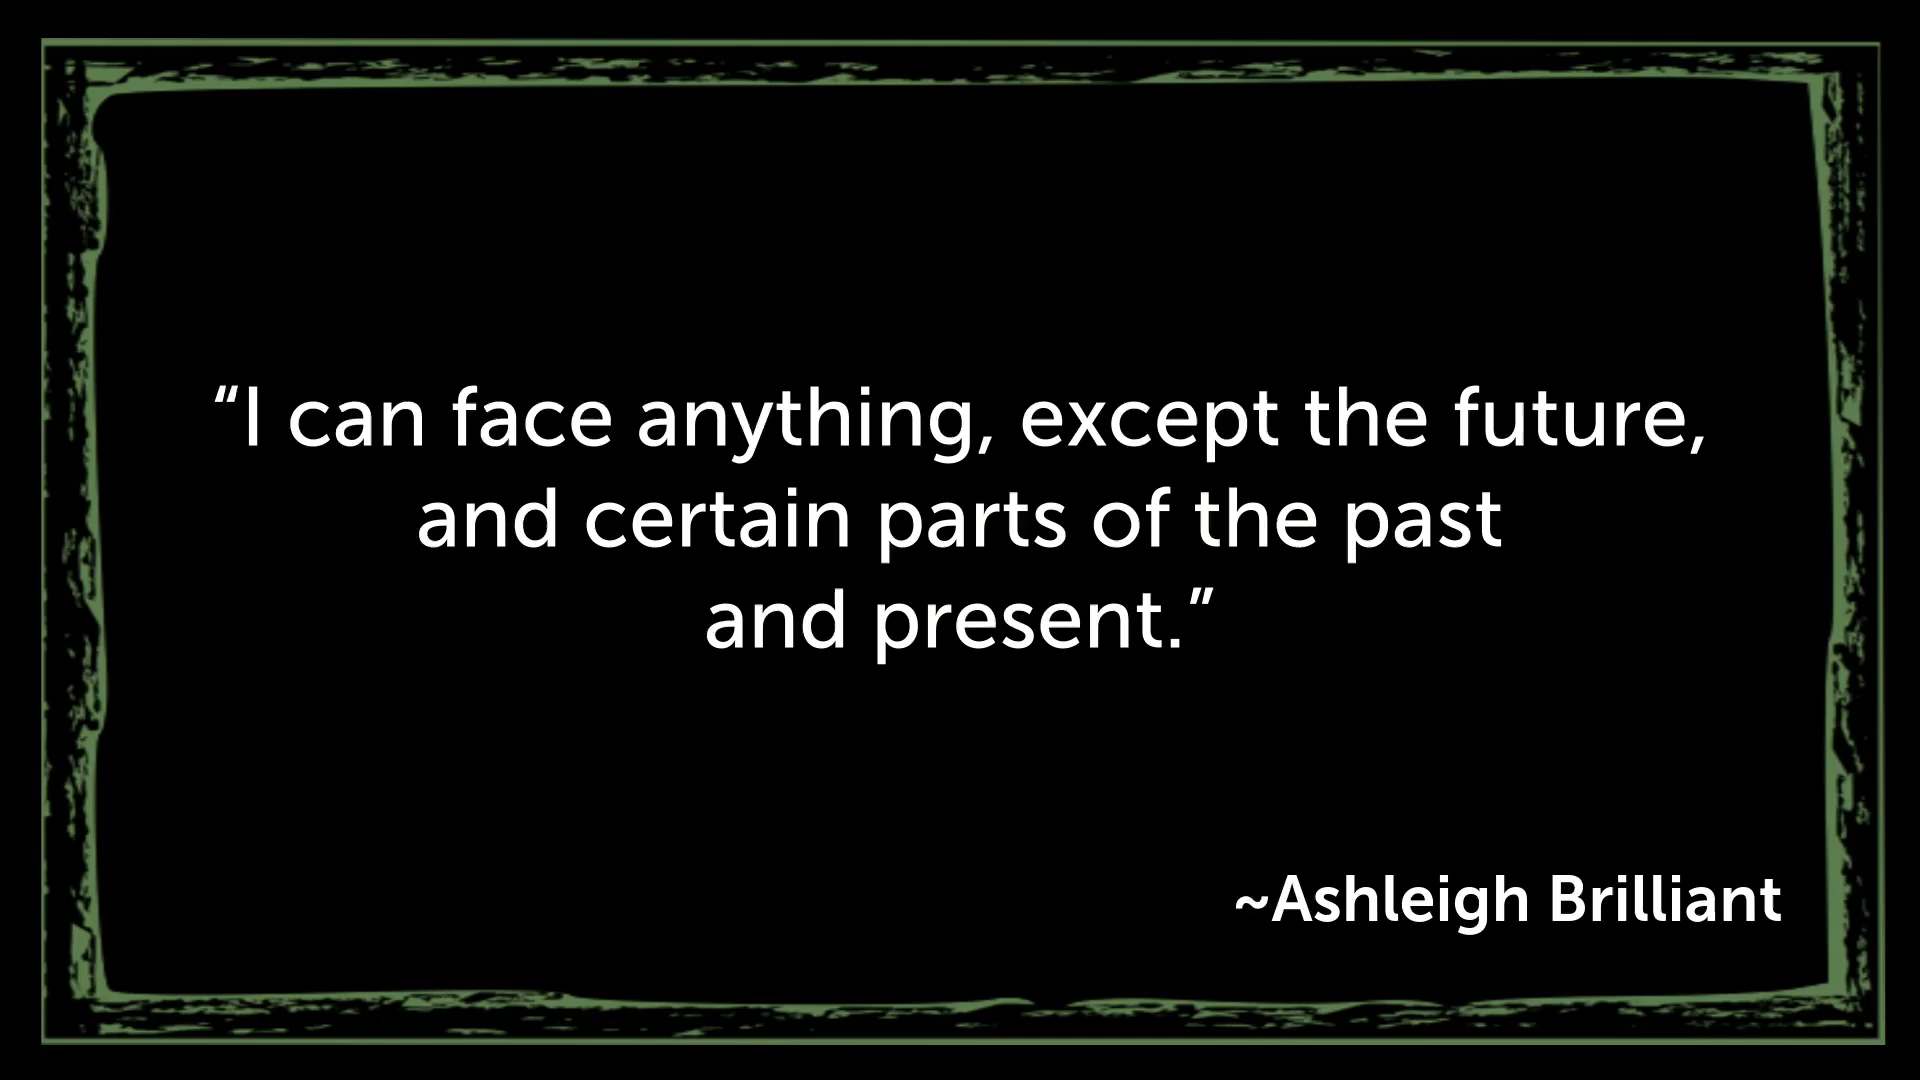 “I can face anything, except the future,
and certain parts of the past
and present.”
~Ashleigh Brilliant